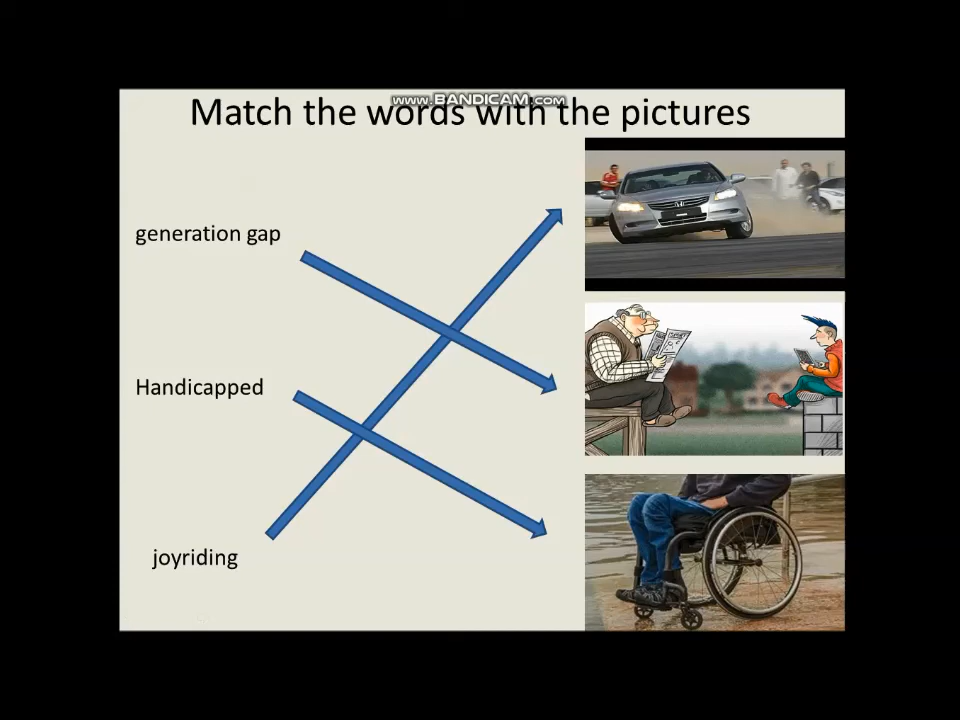 www.BANDICAM.com
Match the words with the pictures
generation gap
Handicapped
joyriding